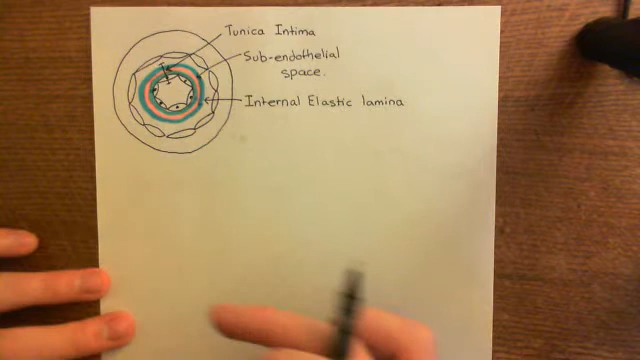 Tunica Intima
Sub-endothelial
space.
Internal Elastic lamina